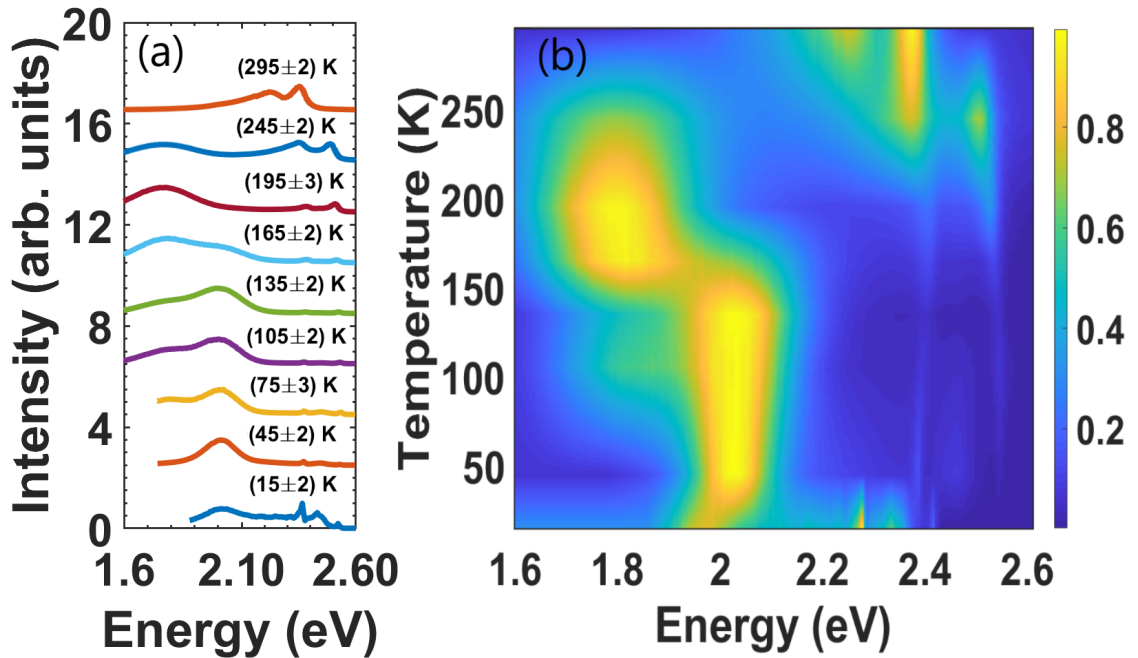 (a)
Intensity (arb. units)
20
16
12
8
4
0
(295±2) K
(245±2) K
(195±3) K
(165±2) K
(135±2) K
(105±2) K
(75±3) K
(45±2) K
(15±2) K
1.6 2.10 2.60
Energy (eV)
(b)
Temperature (K)
250
200
150
100
50
1.6 1.8 2 2.2 2.4 2.6
Energy (eV)
0.8
0.6
0.4
0.2